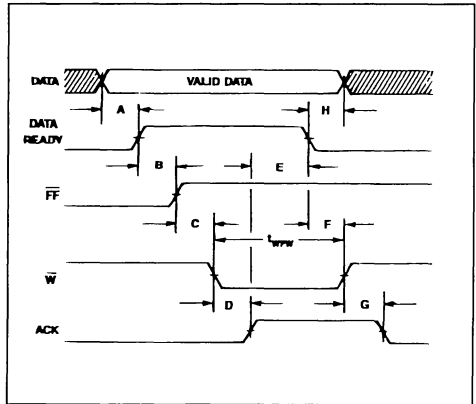 DATA VALID DATA
A H
DATA
READY
B E
FF
C F
tWPW
W
D G
ACK